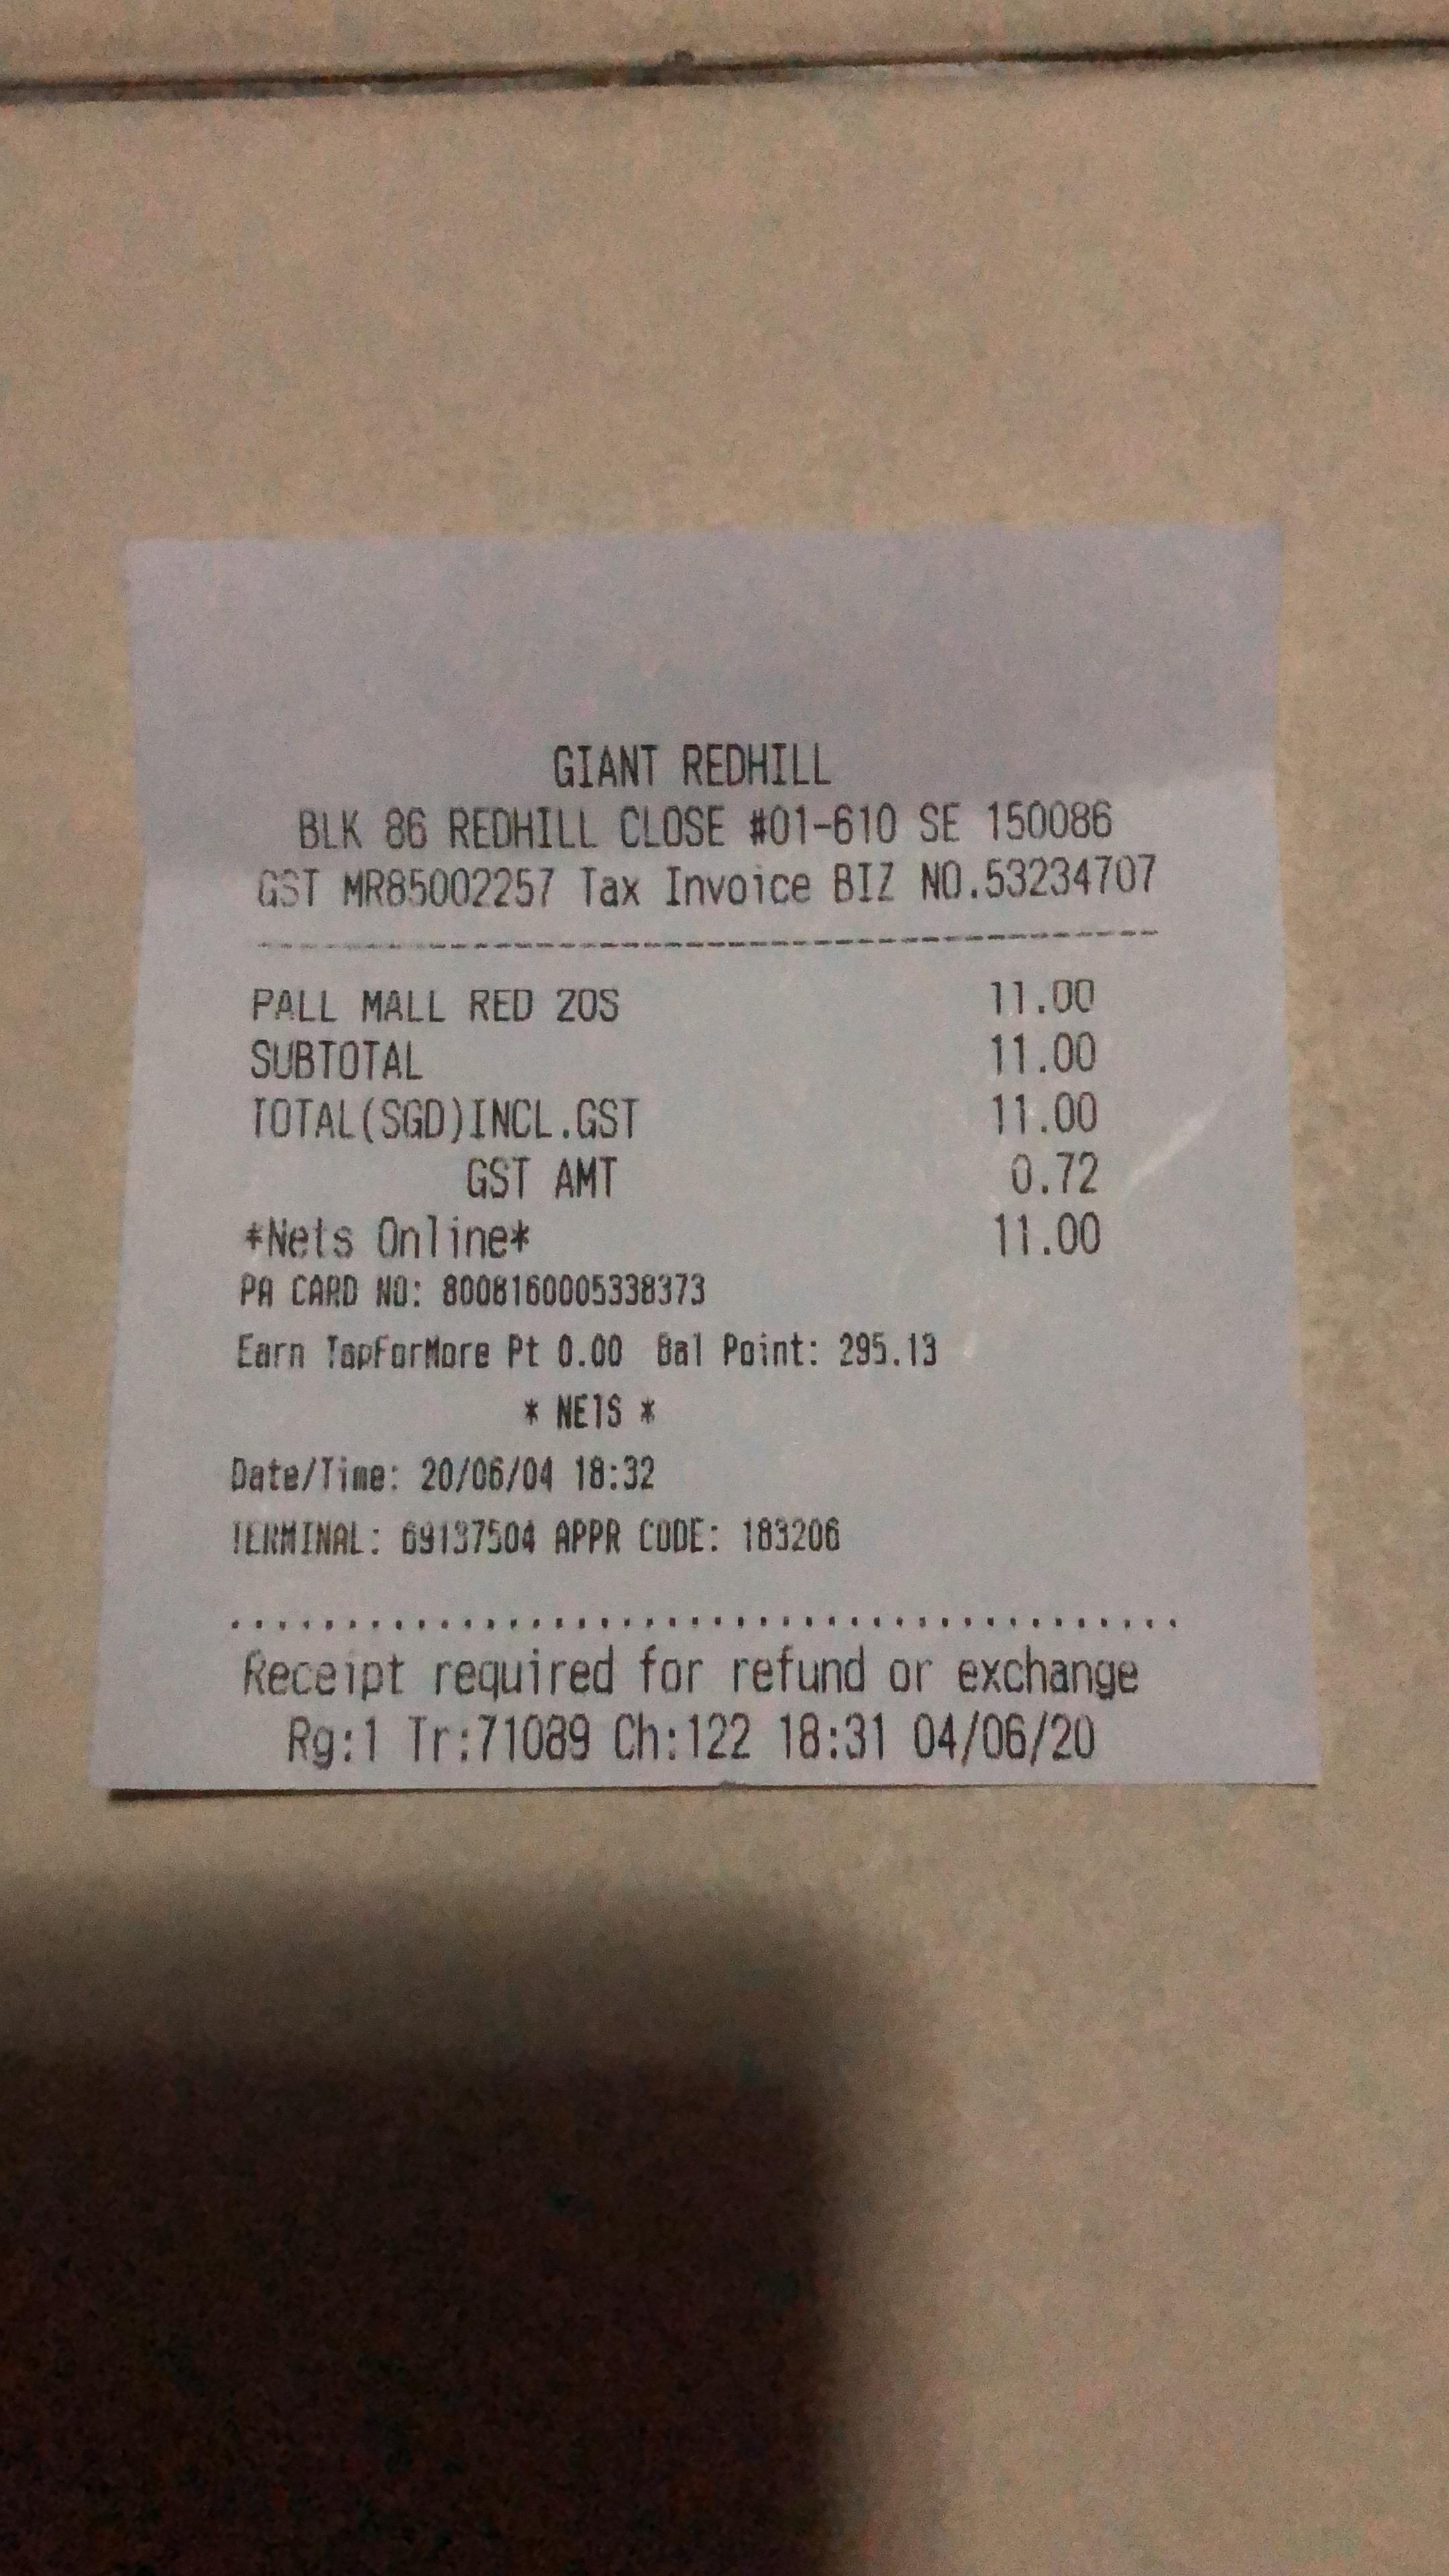 GIANT REDHILL
BLK 86 REDHILL CLOSE #01-610 SE 150086
GST MR85002257 Tax Invoice BIZ NO.53234707
PALL MALL RED 20S 11.00
SUBTOTAL 11.00
TOTAL(SGD)INCL.GST 11.00
GST AMT 0.72
*Nets Online* 11.00
PA CARD NO: 8008160005338373
Earn TapForMore Pt 0.00 Bal Point: 295.13
* NETS *
Date/Time: 20/06/04 18:32
TERMINAL: 69137504 APPR CODE: 183206
Receipt required for refund or exchange
Rg:1 Tr:71089 Ch:122 18:31 04/06/20